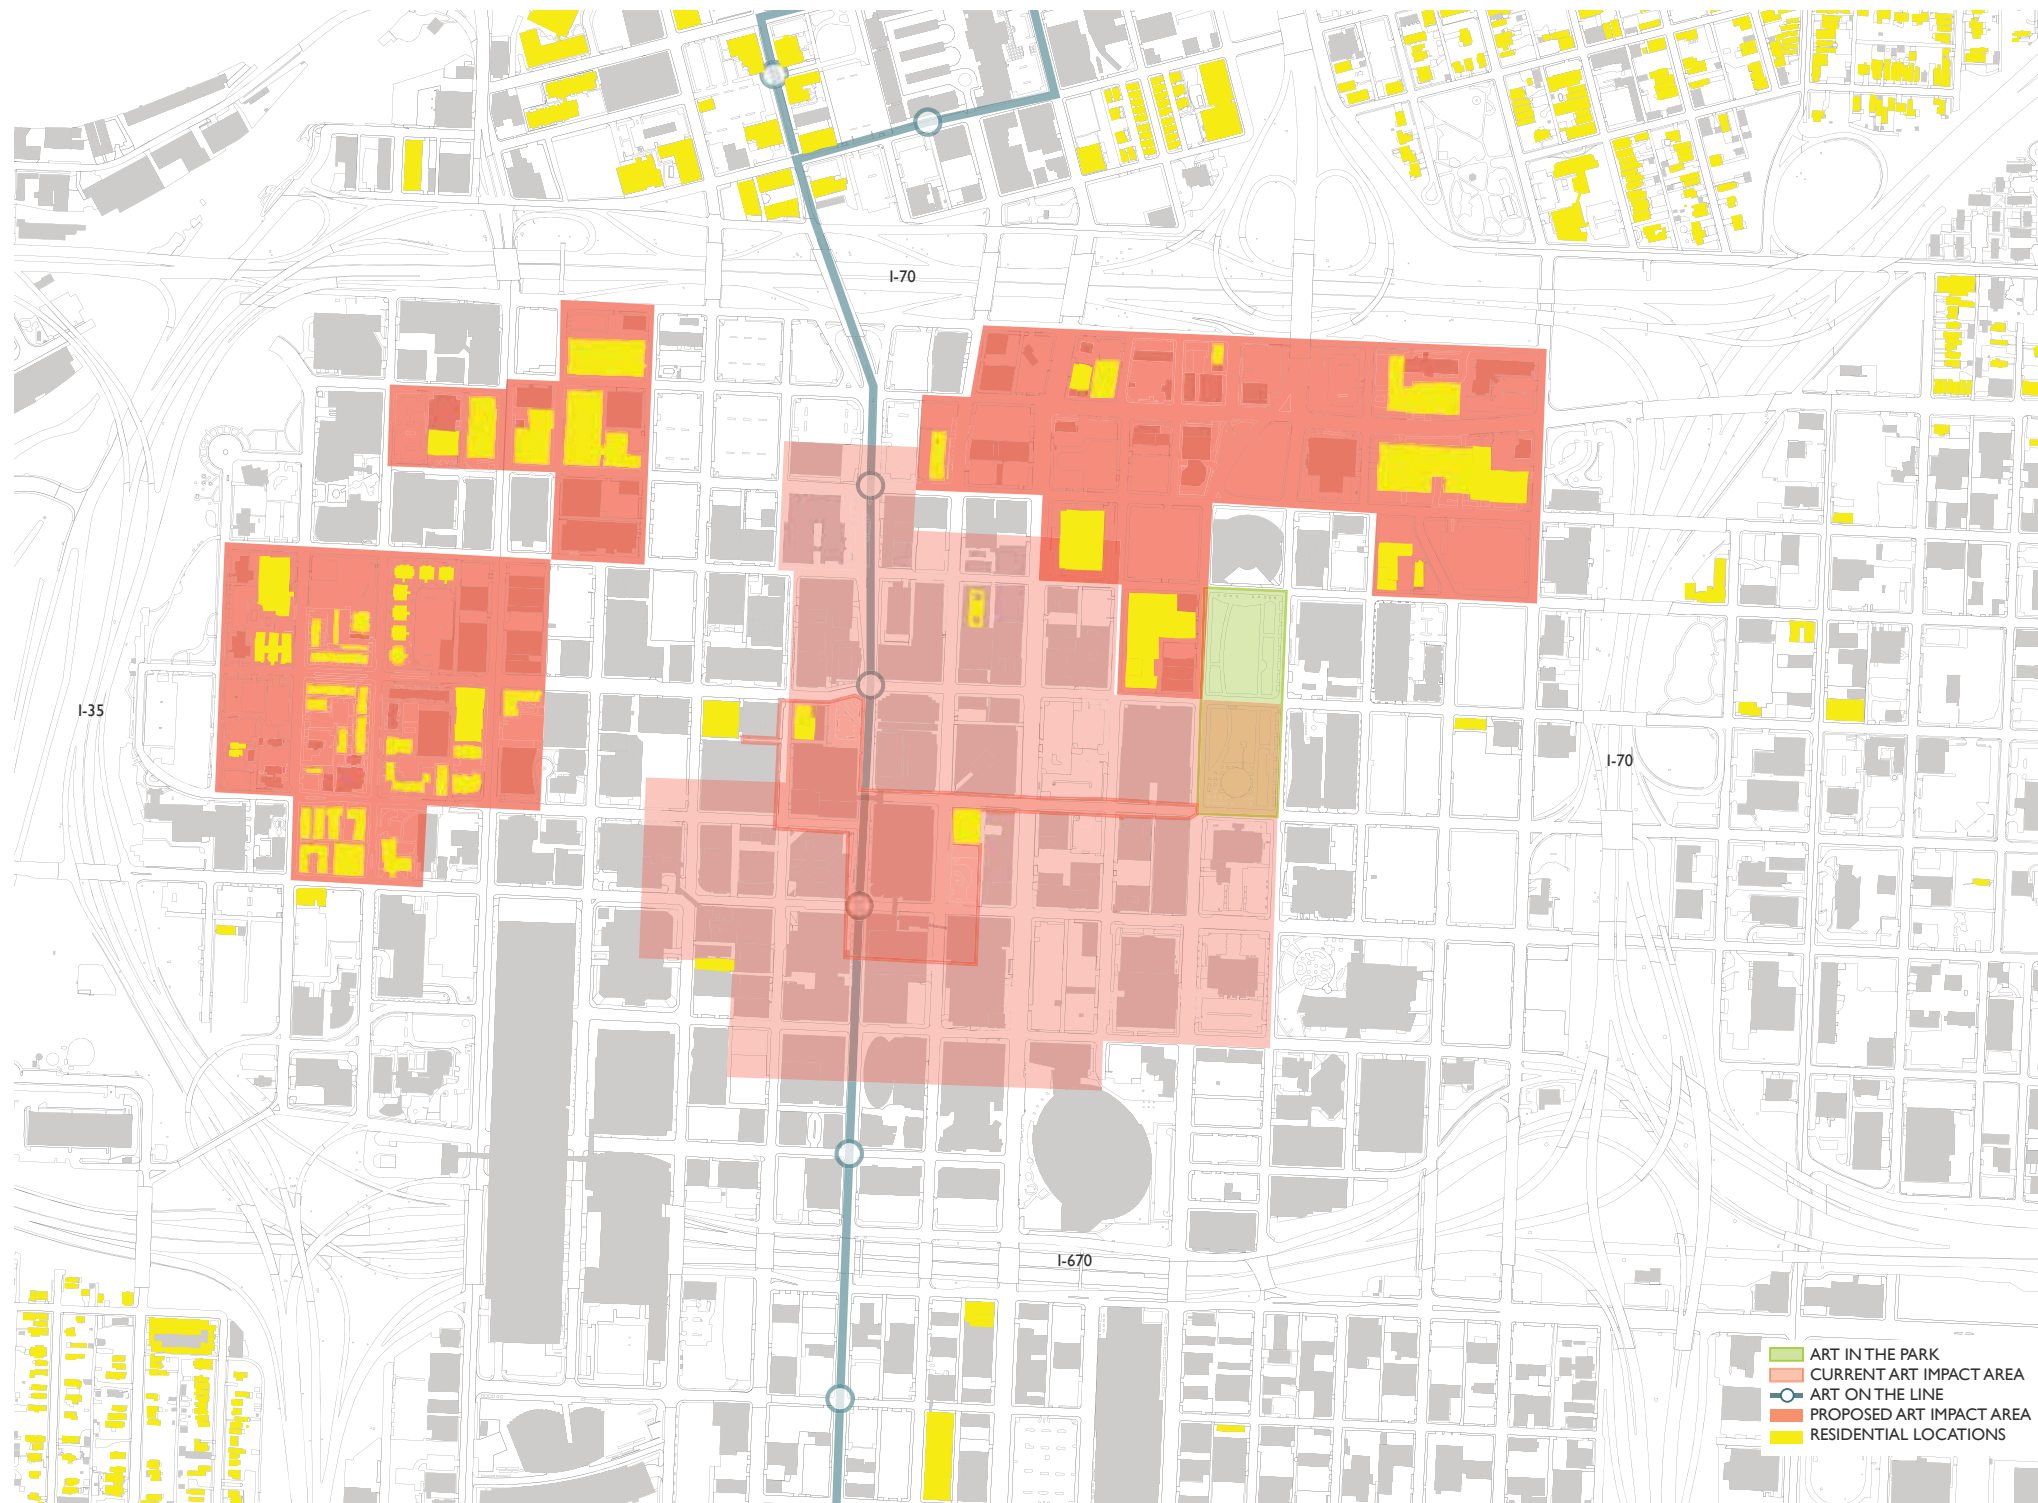 I-70
I-35
I-70
I-670
ART IN THE PARK
CURRENT ART IMPACT AREA
ART ON THE LINE
PROPOSED ART IMPACT AREA
RESIDENTIAL LOCATIONS